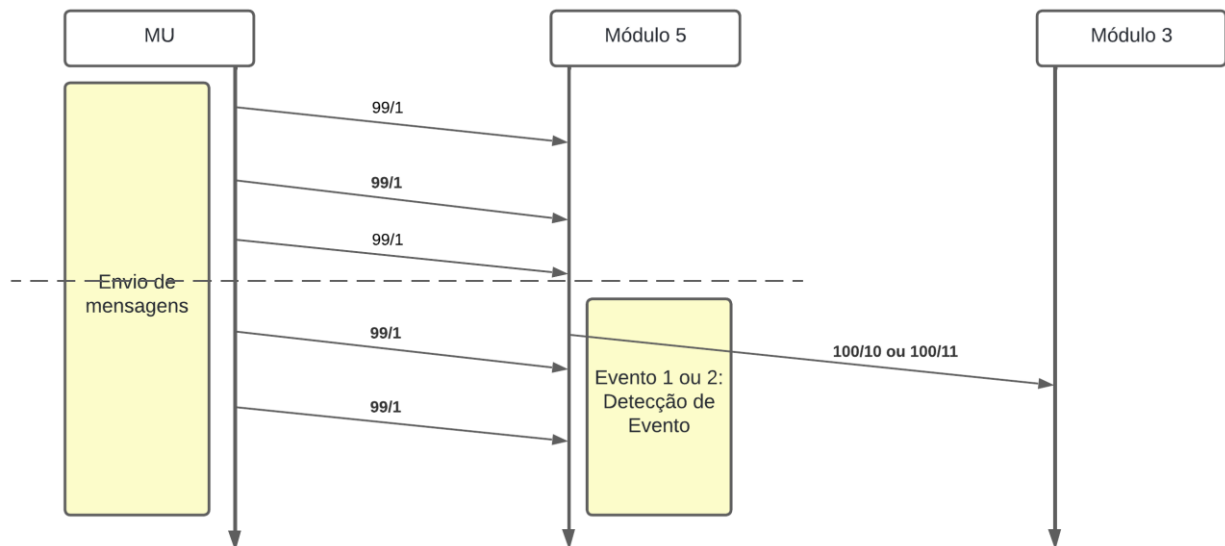 MU
Módulo 5
Módulo 3
99/1
99/1
99/1
Envio de
mensagens
99/1
100/10 ou 100/11
Evento 1 ou 2:
Detecção de
Evento
99/1